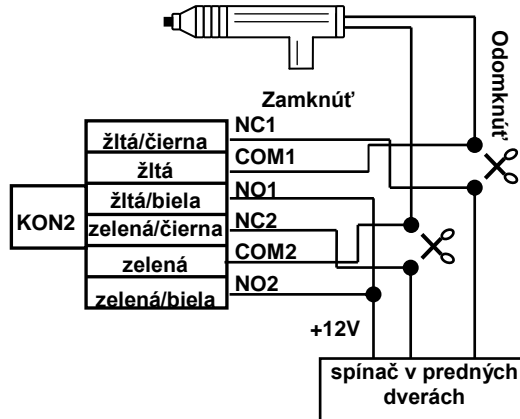 Zamknúť
Odomknúť
KON2
žltá/čierna NC1
žltá COM1
žltá/biela NO1
zelená/čierna NC2
zelená COM2
zelená/biela NO2
+12V
spínač v predných
dverách